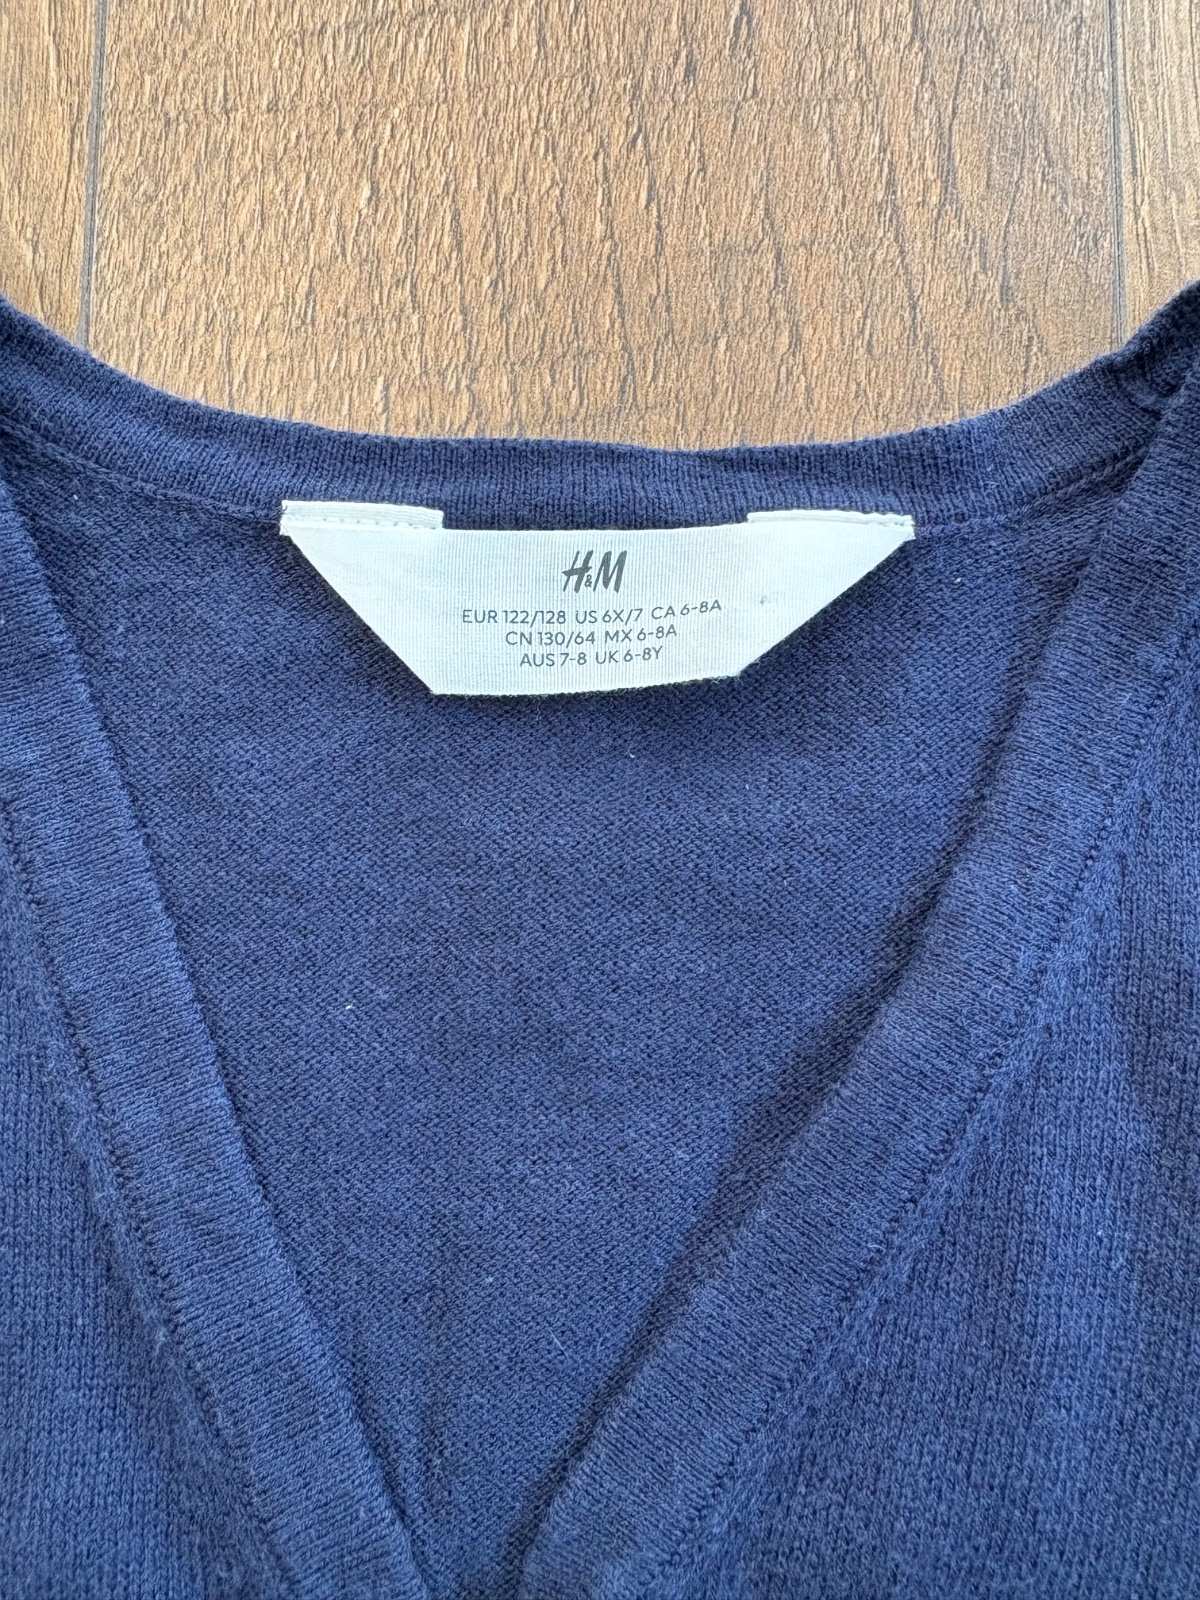 H&M
EUR 122/128 US 6X/7 CA 6-8A
CN 130/64 MX 6-8A
AUS 7-8 UK 6-8Y